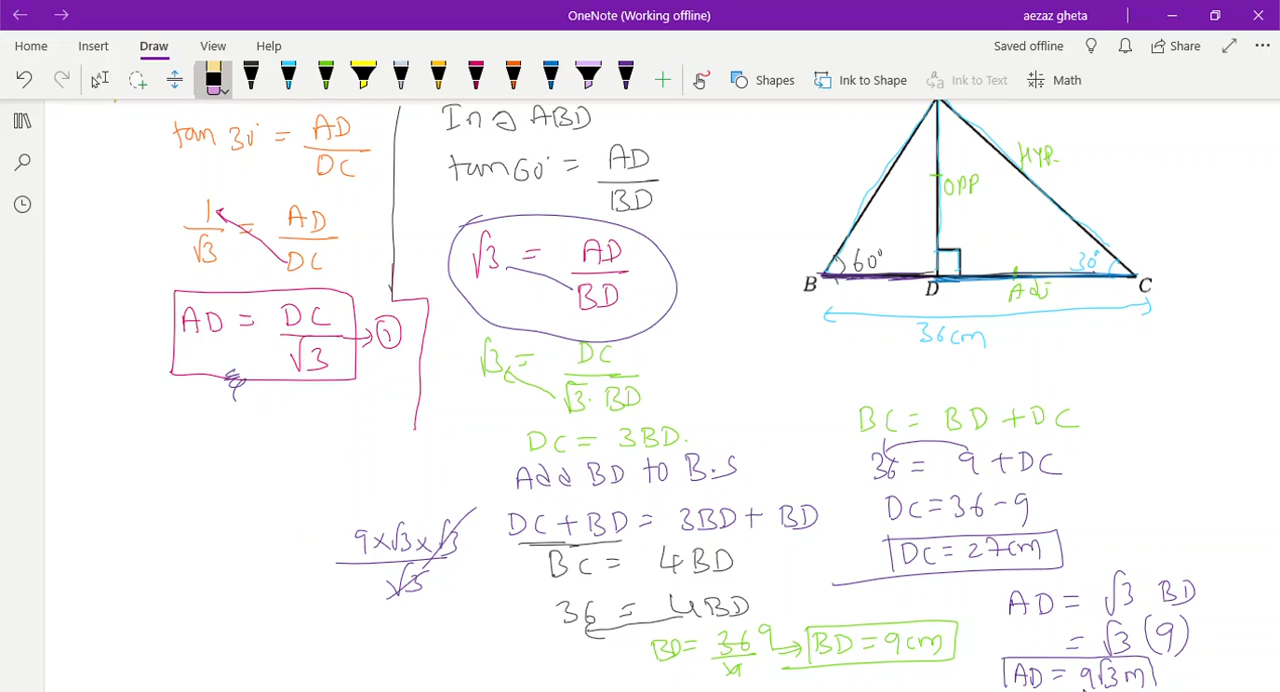 OneNote (Working offline)
aezaz gheta
Home Insert Draw View Help
Saved offline
Share
Shapes
Ink to Shape
Ink to Text
Math
tan 30° = AD/DC
1/√3 = AD/DC
AD = DC/√3 → ①
In △ ABD
tan 60° = AD/BD
√3 = AD/BD
√3 = DC/√3·BD
DC = 3BD.
Add BD to B.S
DC + BD = 3BD + BD
BC = 4BD
36 = 4BD
BD = 36/4 9 → BD = 9cm
9×√3×√3/√3
HYP.
OPP
60°
30°
B D C
Adj
36cm
BC = BD + DC
36 = 9 + DC
DC = 36 - 9
DC = 27cm
AD = √3 BD
= √3 (9)
AD = 9√3 m